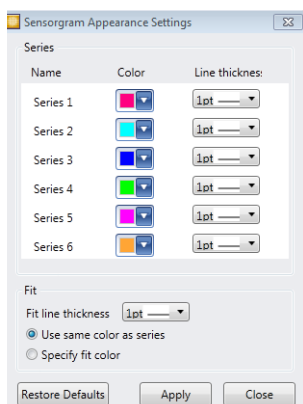 Sensorgram Appearance Settings
Series
Name Color Line thicknes
Series 1 1pt
Series 2 1pt
Series 3 1pt
Series 4 1pt
Series 5 1pt
Series 6 1pt
Fit
Fit line thickness 1pt
Use same color as series
Specify fit color
Restore Defaults Apply Close